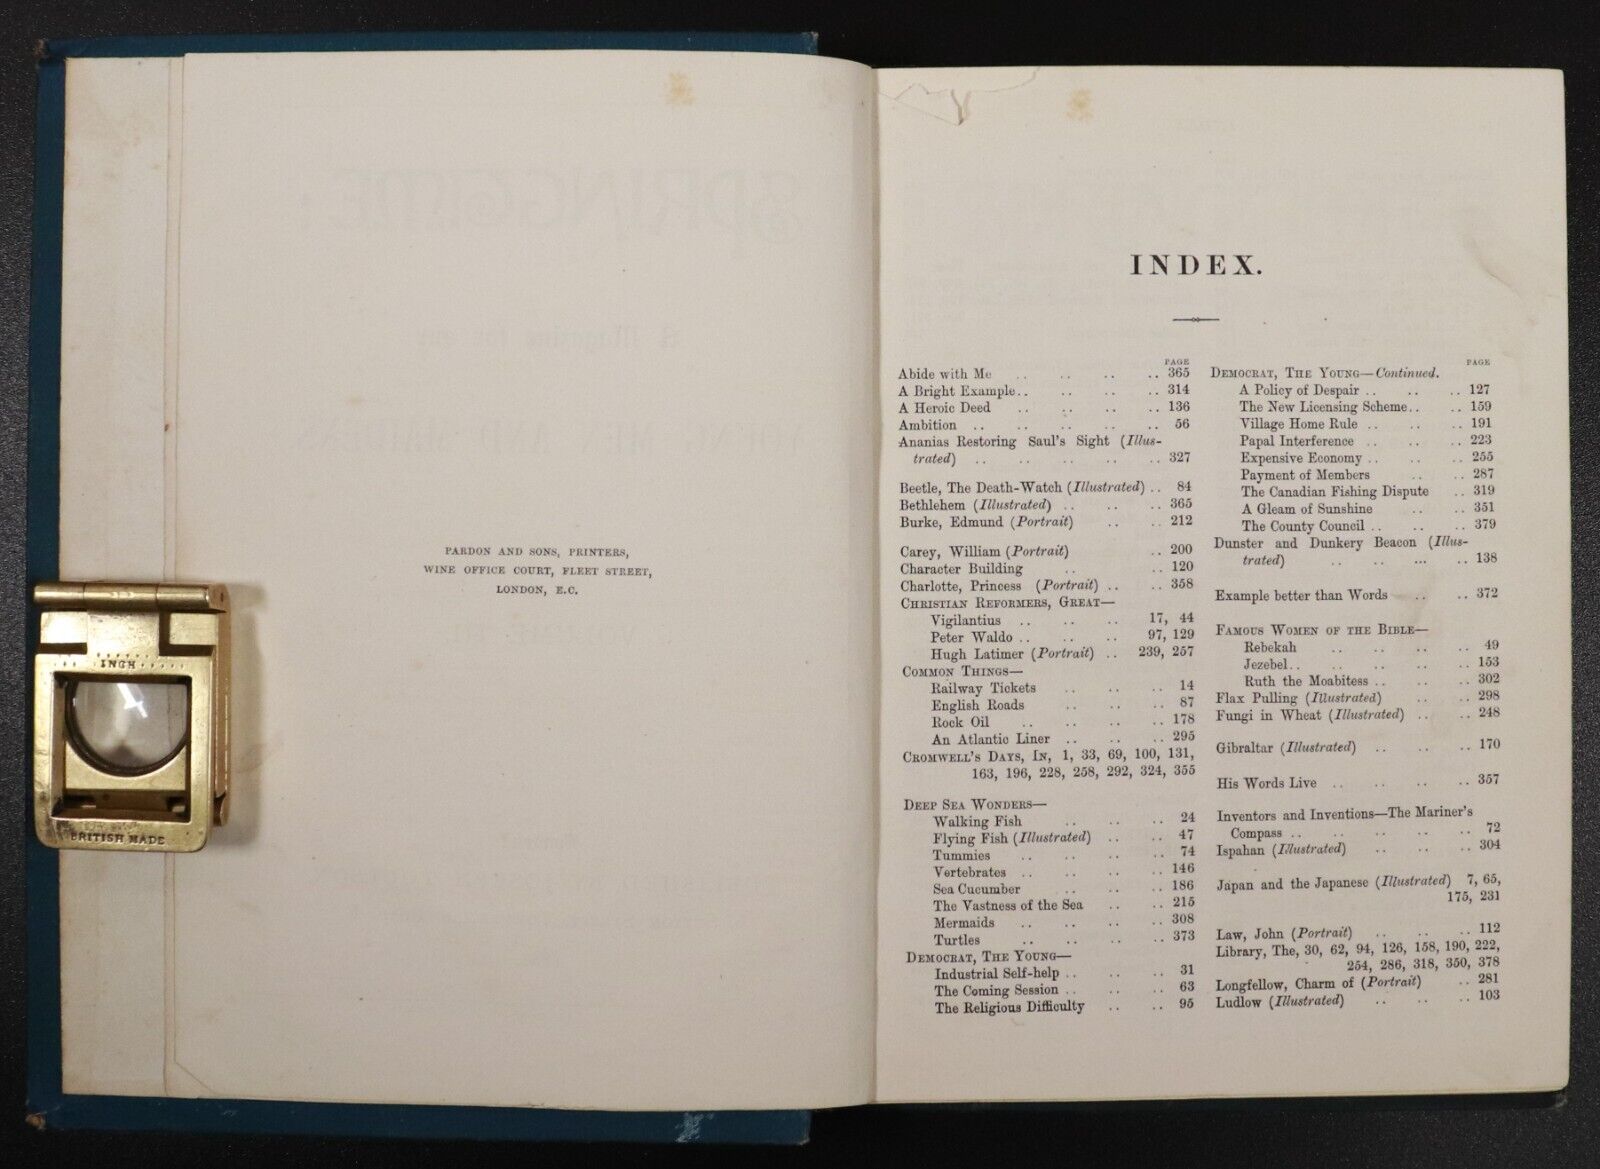 PARDON AND SONS, PRINTERS,
WINE OFFICE COURT, FLEET STREET,
LONDON, E.C.
INCH
BRITISH MADE
INDEX.
PAGE
Abide with Me .. .. .. .. 365
A Bright Example.. .. .. .. 314
A Heroic Deed .. .. .. .. 136
Ambition .. .. .. .. .. 56
Ananias Restoring Saul's Sight (Illus-
trated) .. .. .. .. .. 327
Beetle, The Death-Watch (Illustrated) .. 84
Bethlehem (Illustrated) .. .. .. 365
Burke, Edmund (Portrait) .. .. 212
Carey, William (Portrait) .. 200
Character Building .. .. 120
Charlotte, Princess (Portrait) .. .. 358
CHRISTIAN REFORMERS, GREAT—
Vigilantius .. .. .. 17, 44
Peter Waldo .. .. .. 97, 129
Hugh Latimer (Portrait) .. 239, 257
COMMON THINGS—
Railway Tickets .. .. .. 14
English Roads .. .. .. 87
Rock Oil .. .. .. .. 178
An Atlantic Liner .. .. .. 295
CROMWELL'S DAYS, IN, 1, 33, 69, 100, 131,
163, 196, 228, 258, 292, 324, 355
DEEP SEA WONDERS—
Walking Fish .. .. .. 24
Flying Fish (Illustrated) .. .. 47
Tummies .. .. .. .. 74
Vertebrates .. .. .. .. 146
Sea Cucumber .. .. .. 186
The Vastness of the Sea .. .. 215
Mermaids .. .. .. .. 308
Turtles .. .. .. .. 373
DEMOCRAT, THE YOUNG—
Industrial Self-help .. .. .. 31
The Coming Session .. .. .. 63
The Religious Difficulty .. .. 95
PAGE
DEMOCRAT, THE YOUNG—Continued.
A Policy of Despair .. .. .. 127
The New Licensing Scheme.. .. 159
Village Home Rule .. .. .. 191
Papal Interference .. .. .. 223
Expensive Economy .. .. .. 255
Payment of Members .. .. 287
The Canadian Fishing Dispute .. 319
A Gleam of Sunshine .. .. 351
The County Council .. .. .. 379
Dunster and Dunkery Beacon (Illus-
trated) .. .. ... .. 138
Example better than Words .. .. 372
FAMOUS WOMEN OF THE BIBLE—
Rebekah .. .. .. .. 49
Jezebel.. .. .. .. .. 153
Ruth the Moabitess .. .. .. 302
Flax Pulling (Illustrated) .. .. 298
Fungi in Wheat (Illustrated) .. .. 248
Gibraltar (Illustrated) .. .. .. 170
His Words Live .. .. .. .. 357
Inventors and Inventions—The Mariner's
Compass .. .. .. .. .. 72
Ispahan (Illustrated) .. .. .. 304
Japan and the Japanese (Illustrated) 7, 65,
175, 231
Law, John (Portrait) .. .. .. 112
Library, The, 30, 62, 94, 126, 158, 190, 222,
254, 286, 318, 350, 378
Longfellow, Charm of (Portrait) .. 281
Ludlow (Illustrated) .. .. .. 103